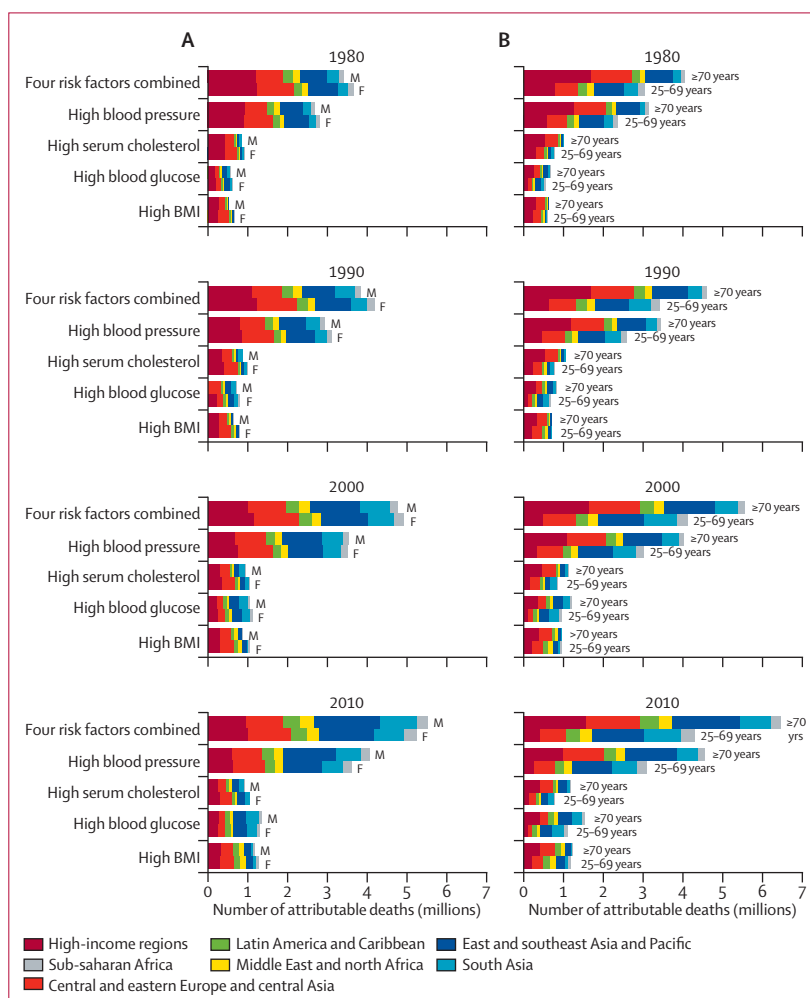 A
B
1980
1980
Four risk factors combined
M
F
≥70 years
25–69 years
High blood pressure
M
F
≥70 years
25–69 years
High serum cholesterol
M
F
≥70 years
25–69 years
High blood glucose
M
F
≥70 years
25–69 years
High BMI
M
F
≥70 years
25–69 years
1990
1990
Four risk factors combined
M
F
≥70 years
25–69 years
High blood pressure
M
F
≥70 years
25–69 years
High serum cholesterol
M
F
≥70 years
25–69 years
High blood glucose
M
F
≥70 years
25–69 years
High BMI
M
F
≥70 years
25–69 years
2000
2000
Four risk factors combined
M
F
≥70 years
25–69 years
High blood pressure
M
F
≥70 years
25–69 years
High serum cholesterol
M
F
≥70 years
25–69 years
High blood glucose
M
F
≥70 years
25–69 years
High BMI
M
F
>70 years
25–69 years
2010
2010
Four risk factors combined
M
F
≥70
yrs
25–69 years
High blood pressure
M
F
≥70 years
25–69 years
High serum cholesterol
M
F
≥70 years
25–69 years
High blood glucose
M
F
≥70 years
25–69 years
High BMI
M
F
≥70 years
25–69 years
0 1 2 3 4 5 6 7
0 1 2 3 4 5 6 7
Number of attributable deaths (millions)
Number of attributable deaths (millions)
High-income regions
Latin America and Caribbean
East and southeast Asia and Pacific
Sub-saharan Africa
Middle East and north Africa
South Asia
Central and eastern Europe and central Asia